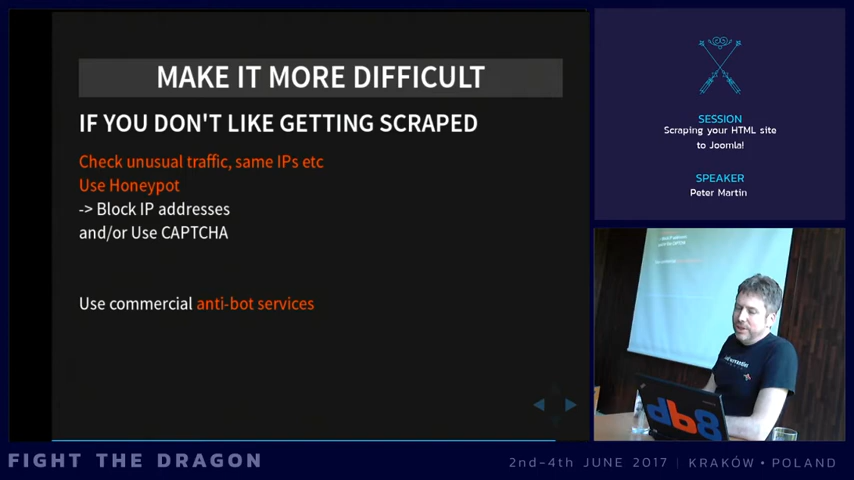 MAKE IT MORE DIFFICULT
IF YOU DON'T LIKE GETTING SCRAPED
Check unusual traffic, same IPs etc
Use Honeypot
-> Block IP addresses
and/or Use CAPTCHA
Use commercial anti-bot services
SESSION
Scraping your HTML site
to Joomla!
SPEAKER
Peter Martin
db8
FIGHT THE DRAGON
2nd-4th JUNE 2017 | KRAKÓW • POLAND